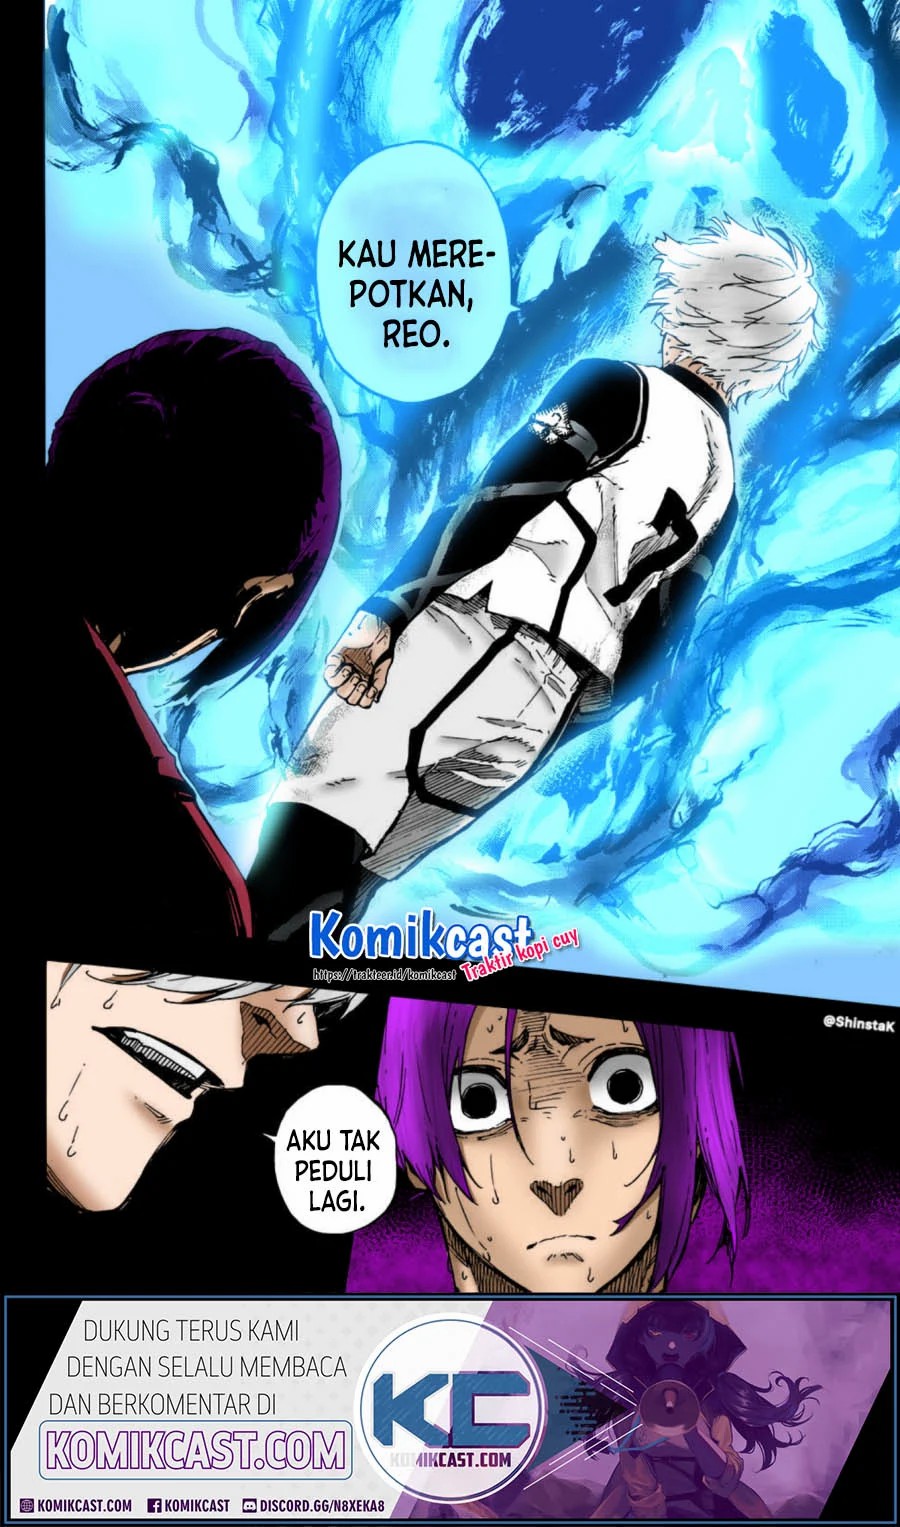 KAU MERE-
POTKAN,
REO.
7
Komikcast
Traktir kopi cuy
https://trakteer.id/komikcast
@ShinstaK
AKU TAK
PEDULI
LAGI.
DUKUNG TERUS KAMI
DENGAN SELALU MEMBACA
DAN BERKOMENTAR DI
KOMIKCAST.COM
KC
KOMIKCAST.COM
KOMIKCAST.COM KOMIKCAST DISCORD.GG/N8XEKA8